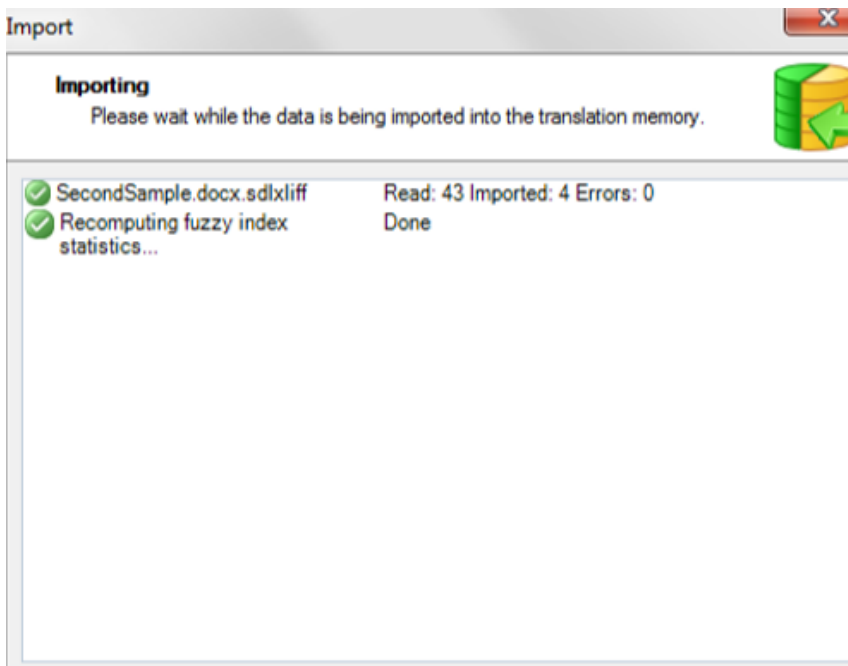 Import
Importing
Please wait while the data is being imported into the translation memory.
SecondSample.docx.sdlxliff Read: 43 Imported: 4 Errors: 0
Recomputing fuzzy index Done
statistics...